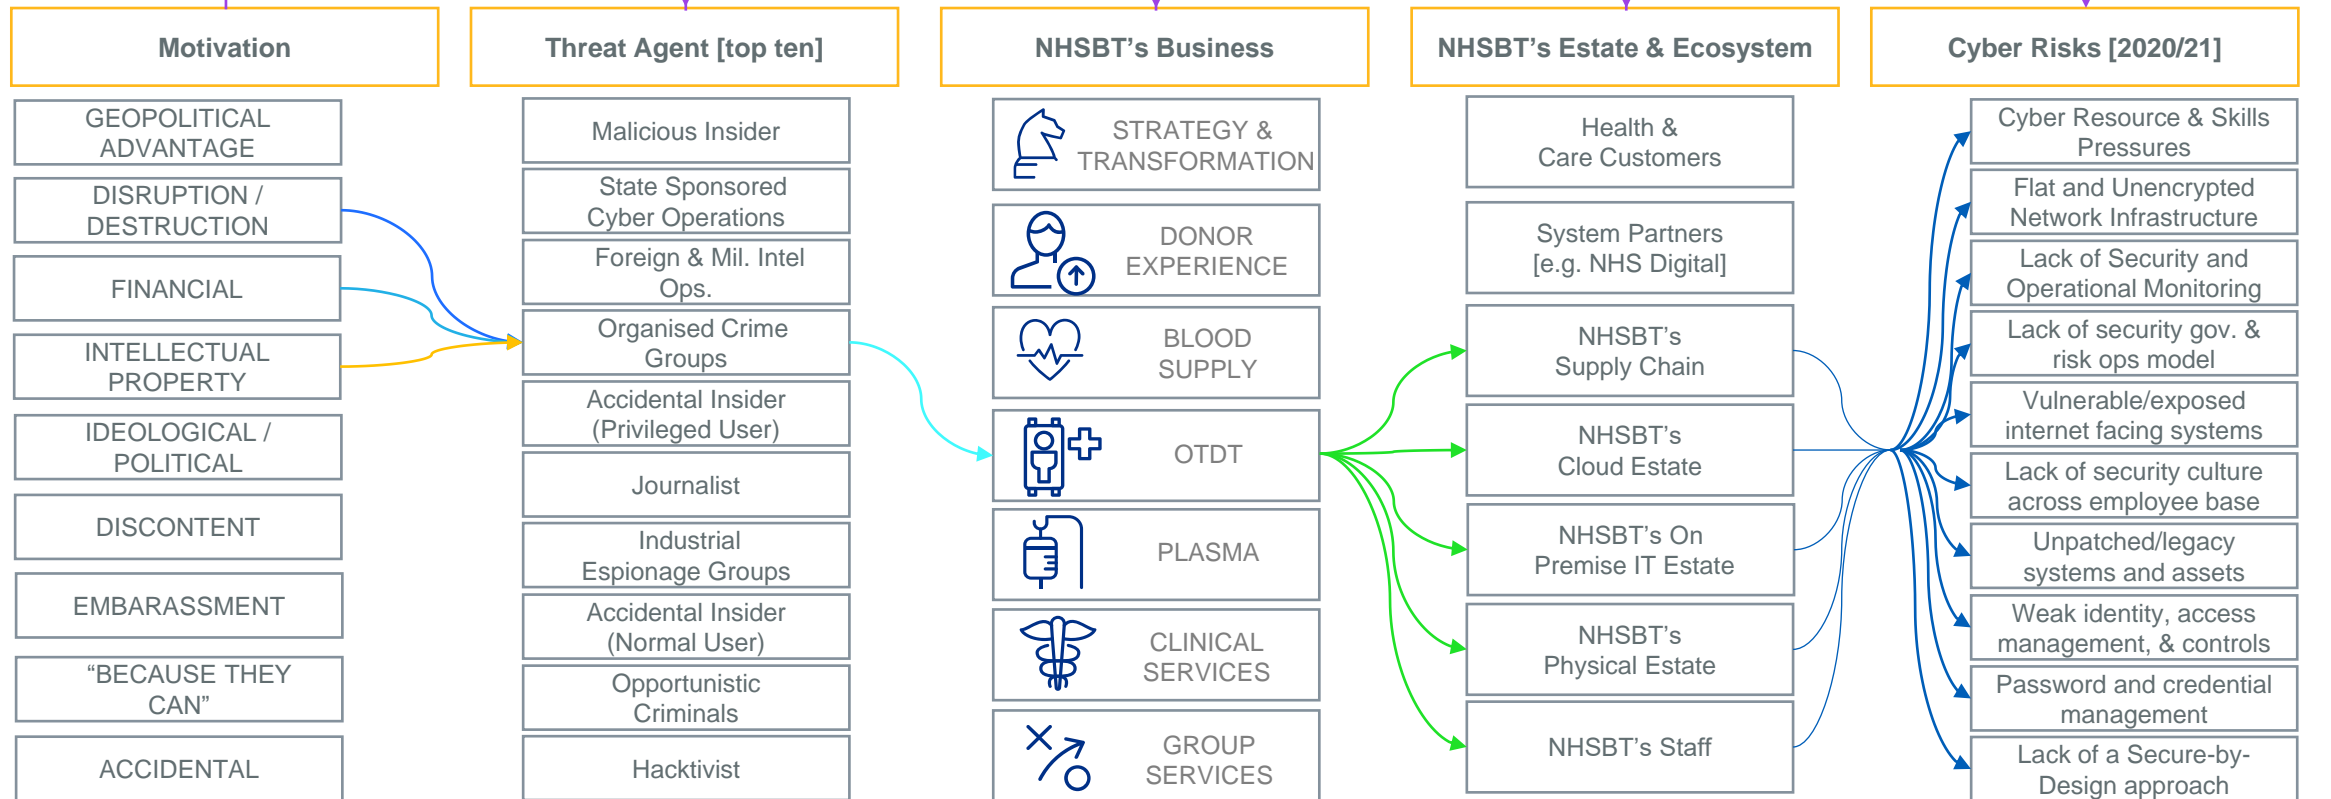 Motivation
Threat Agent [top ten]
NHSBT’s Business
NHSBT’s Estate & Ecosystem
Cyber Risks [2020/21]
GEOPOLITICAL
ADVANTAGE
DISRUPTION /
DESTRUCTION
FINANCIAL
INTELLECTUAL
PROPERTY
IDEOLOGICAL /
POLITICAL
DISCONTENT
EMBARASSMENT
“BECAUSE THEY
CAN”
ACCIDENTAL
Malicious Insider
State Sponsored
Cyber Operations
Foreign & Mil. Intel
Ops.
Organised Crime
Groups
Accidental Insider
(Privileged User)
Journalist
Industrial
Espionage Groups
Accidental Insider
(Normal User)
Opportunistic
Criminals
Hacktivist
STRATEGY &
TRANSFORMATION
DONOR
EXPERIENCE
BLOOD
SUPPLY
OTDT
PLASMA
CLINICAL
SERVICES
GROUP
SERVICES
Health &
Care Customers
System Partners
[e.g. NHS Digital]
NHSBT’s
Supply Chain
NHSBT’s
Cloud Estate
NHSBT’s On
Premise IT Estate
NHSBT’s
Physical Estate
NHSBT’s Staff
Cyber Resource & Skills
Pressures
Flat and Unencrypted
Network Infrastructure
Lack of Security and
Operational Monitoring
Lack of security gov. &
risk ops model
Vulnerable/exposed
internet facing systems
Lack of security culture
across employee base
Unpatched/legacy
systems and assets
Weak identity, access
management, & controls
Password and credential
management
Lack of a Secure-by-
Design approach